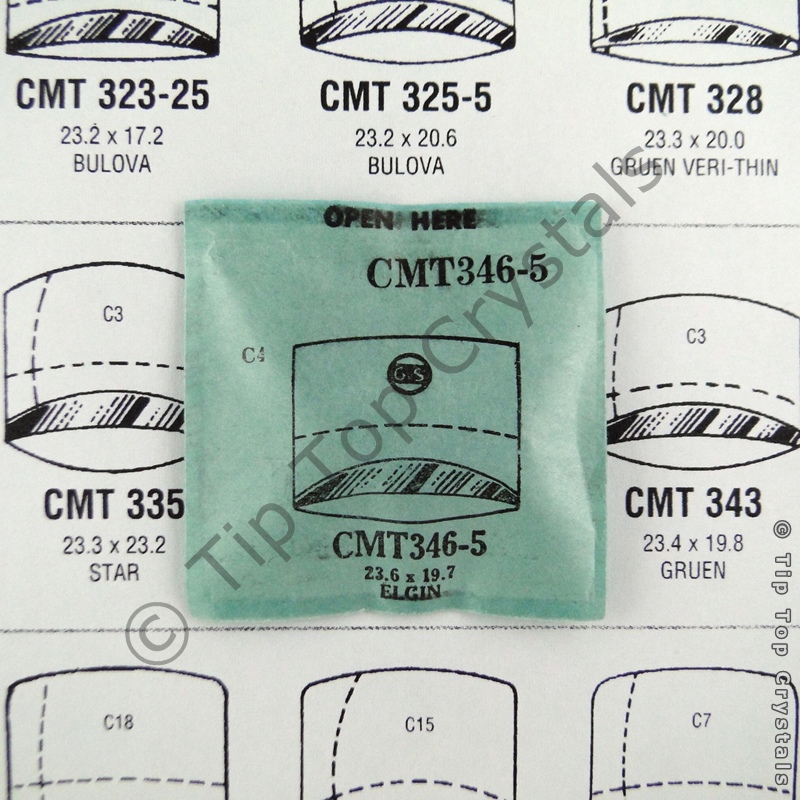 CMT 323-25
23.2 x 17.2
BULOVA
CMT 325-5
23.2 x 20.6
BULOVA
CMT 328
23.3 x 20.0
GRUEN VERI-THIN
C3
CMT 335
23.3 x 23.2
STAR
OPEN HERE
CMT346-5
C4
G S
CMT346-5
23.6 x 19.7
ELGIN
C3
CMT 343
23.4 x 19.8
GRUEN
C18
C15
C7
© Tip Top Crystals
© Tip Top Crystals